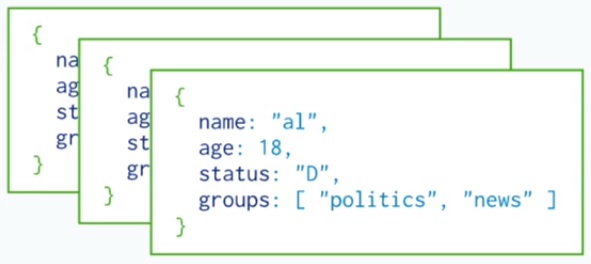 {
na
ag
st
gr
}
{
na
ag
st
gr
}
{
name: "al",
age: 18,
status: "D",
groups: [ "politics", "news" ]
}